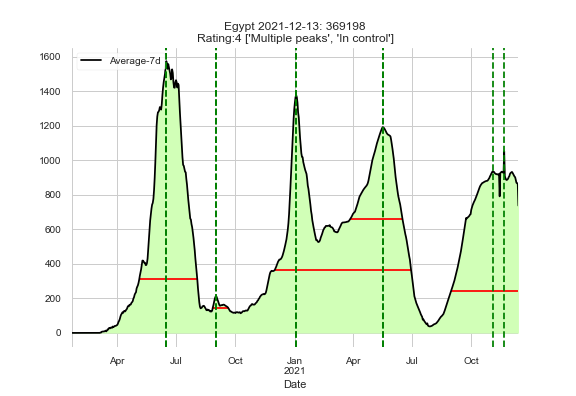 Egypt 2021-12-13: 369198
Rating:4 ['Multiple peaks', 'In control']
Average-7d
1600
1400
1200
1000
800
600
400
200
0
Apr Jul Oct Jan Apr Jul Oct
2021
Date